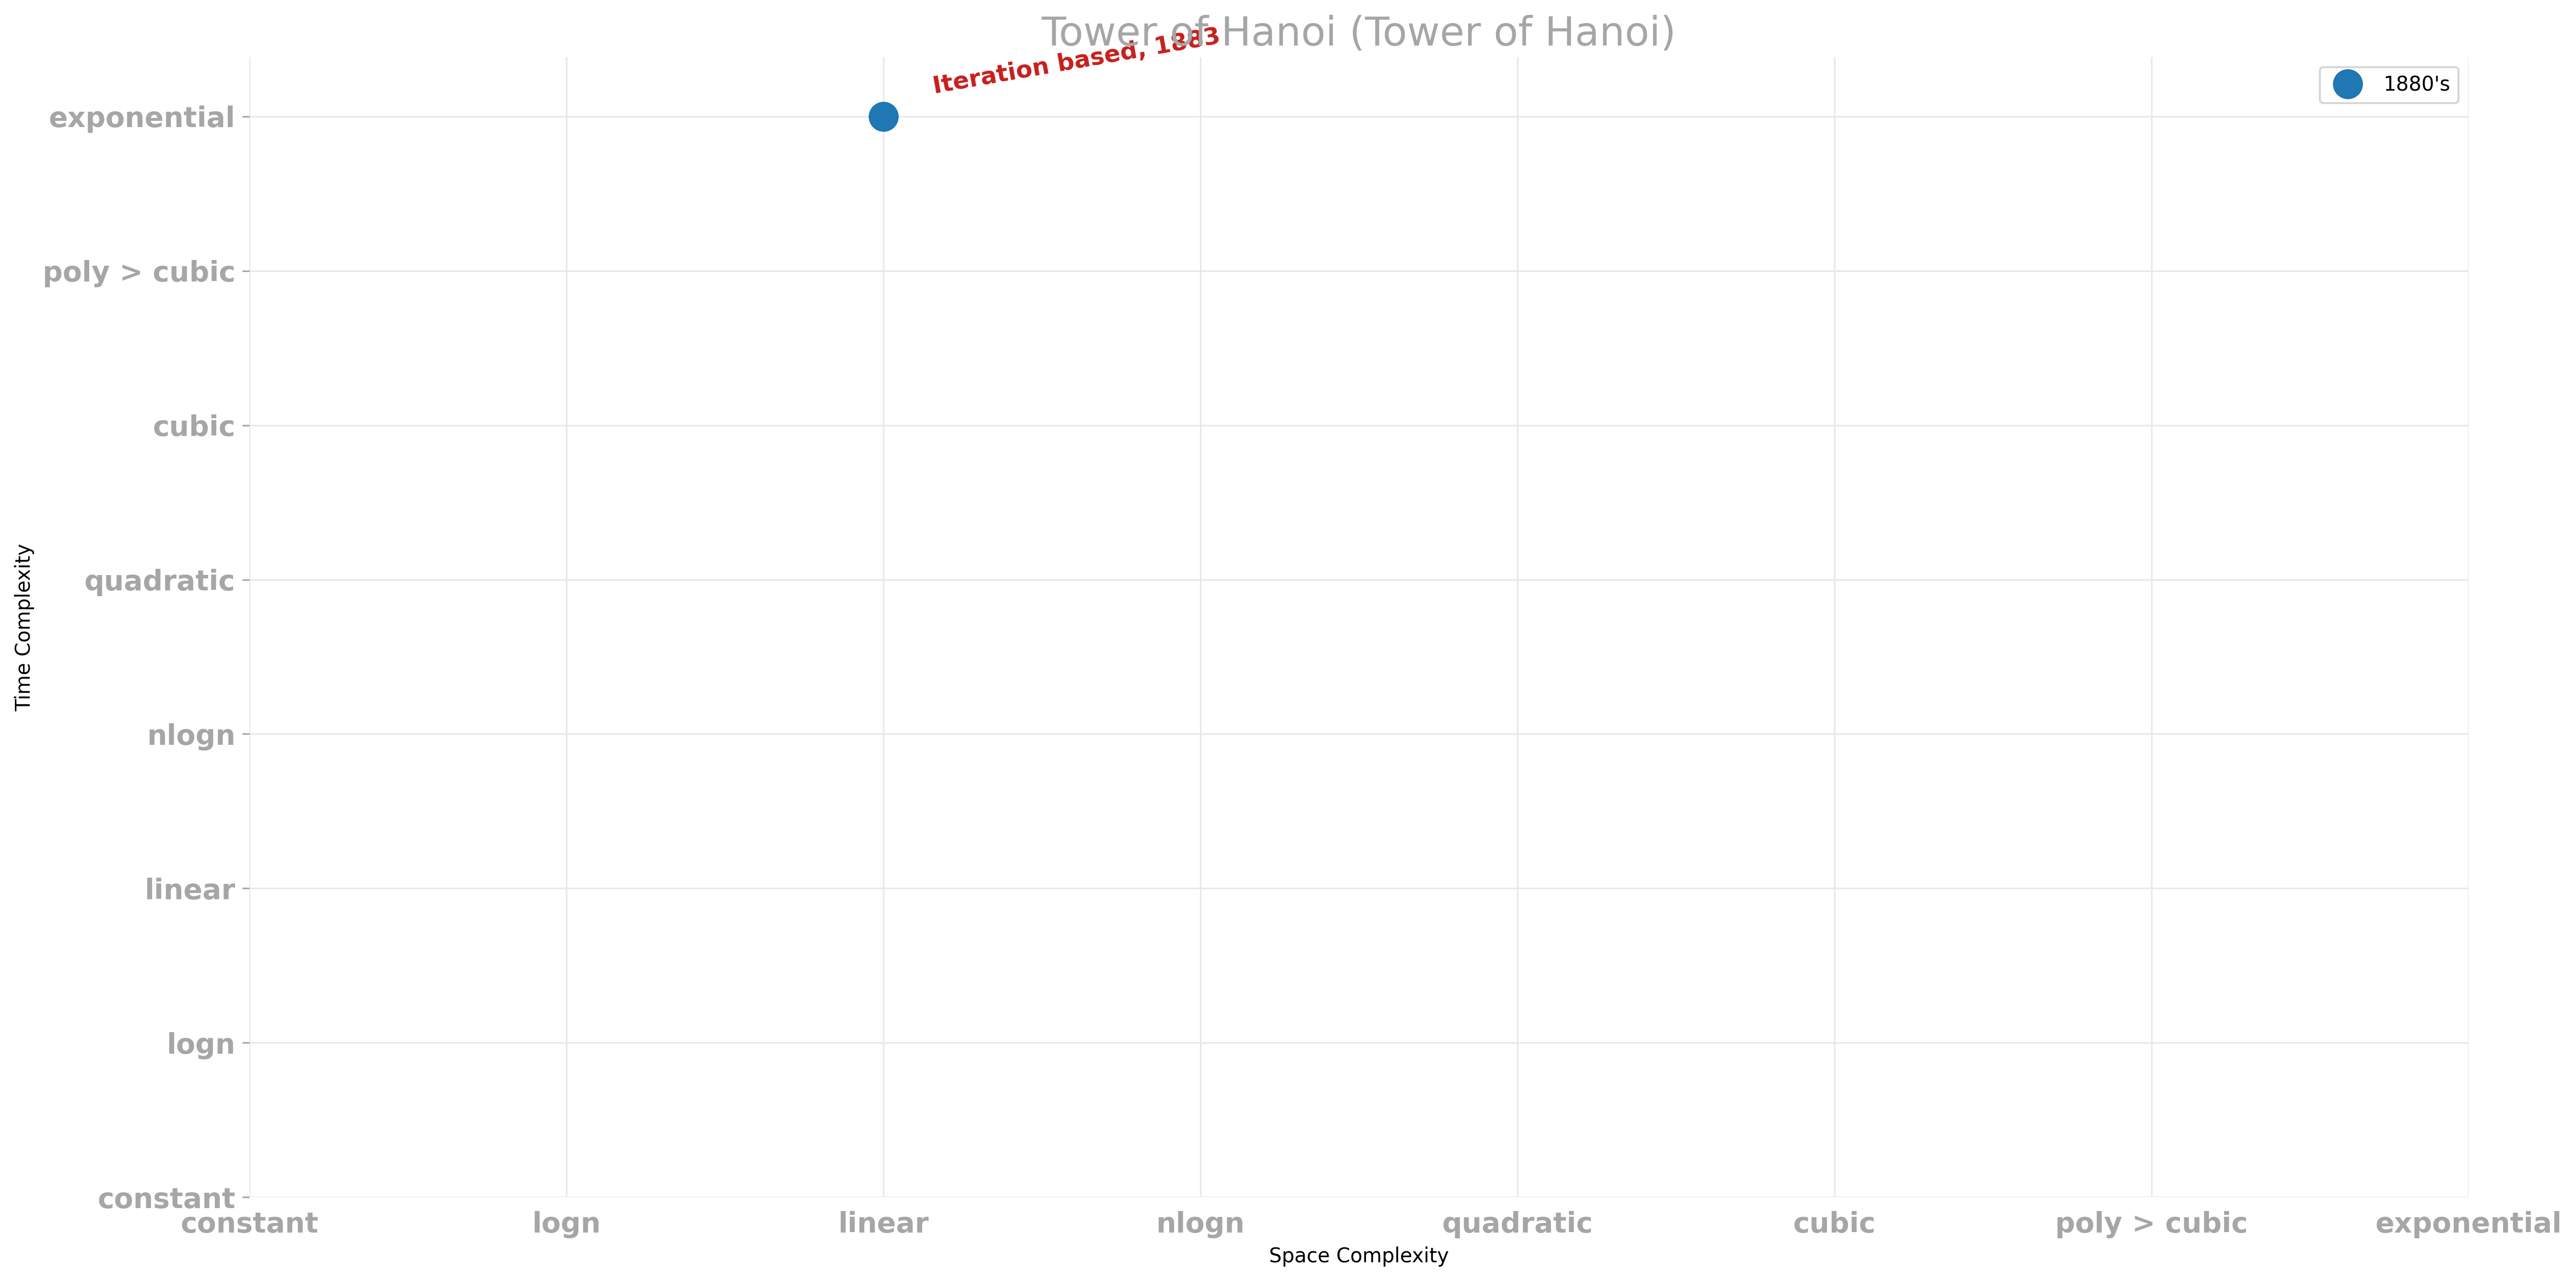 Tower of Hanoi (Tower of Hanoi)
Iteration based, 1883
1880's
exponential
poly > cubic
cubic
quadratic
nlogn
linear
logn
constant
Time Complexity
constant logn linear nlogn quadratic cubic poly > cubic exponential
Space Complexity